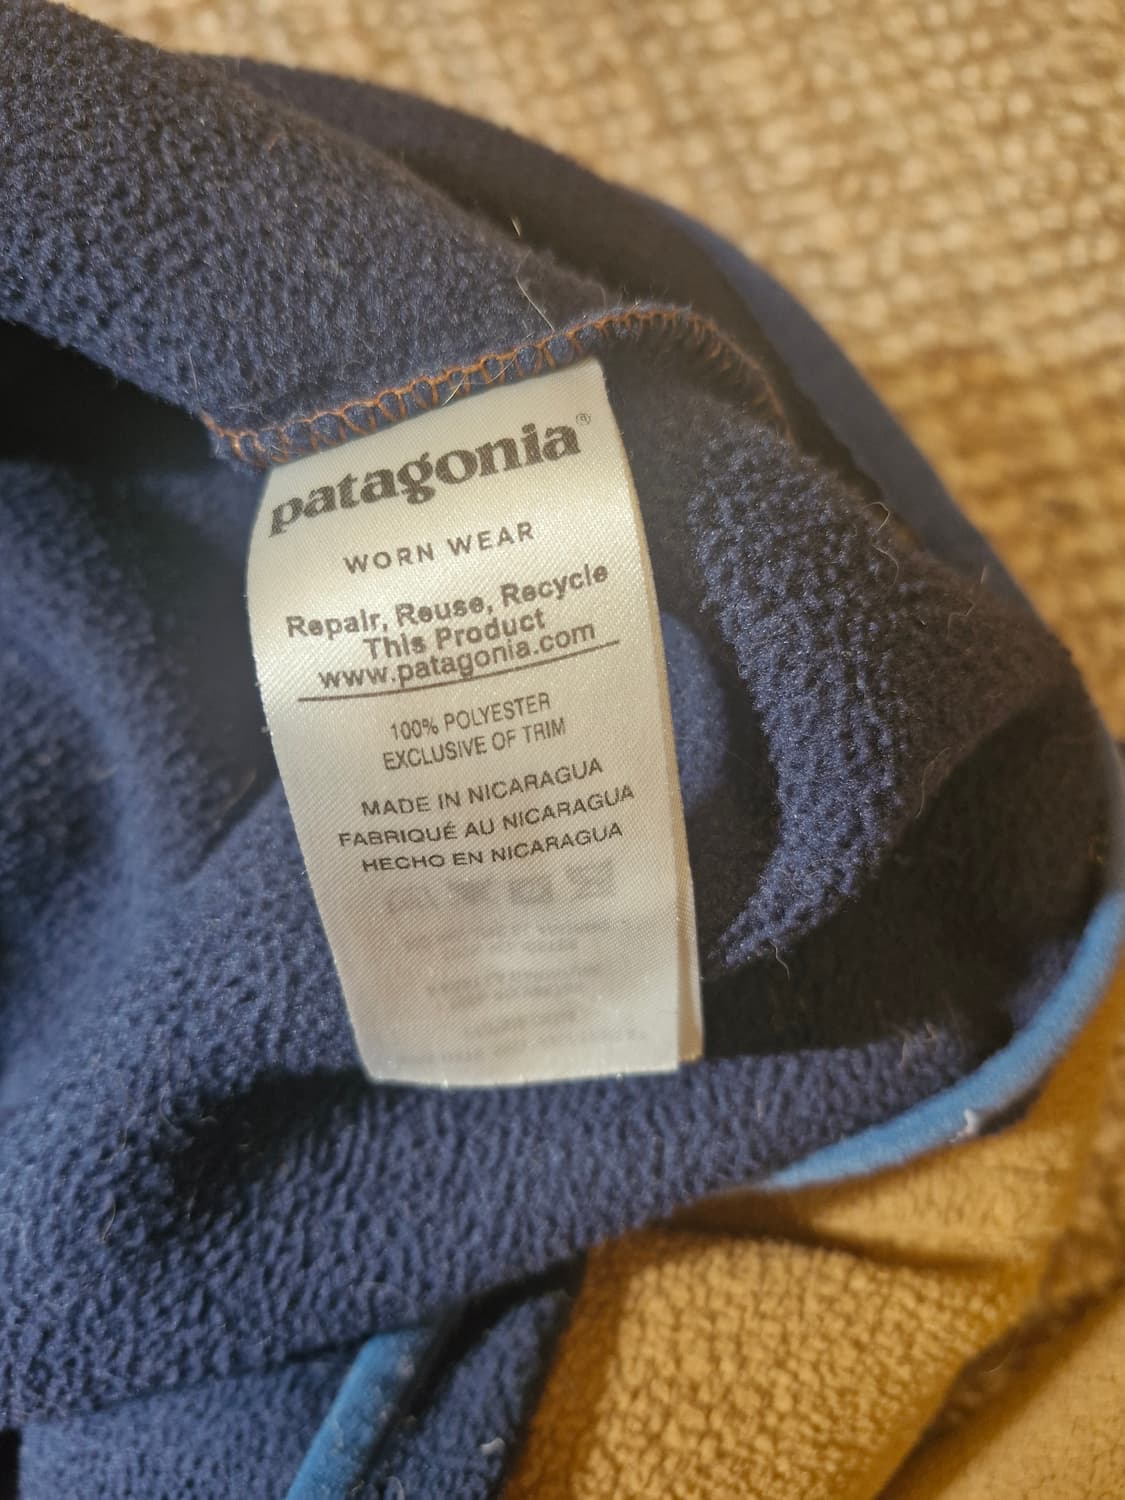 patagonia®
WORN WEAR
Repair, Reuse, Recycle
This Product
www.patagonia.com
100% POLYESTER
EXCLUSIVE OF TRIM
MADE IN NICARAGUA
FABRIQUÉ AU NICARAGUA
HECHO EN NICARAGUA